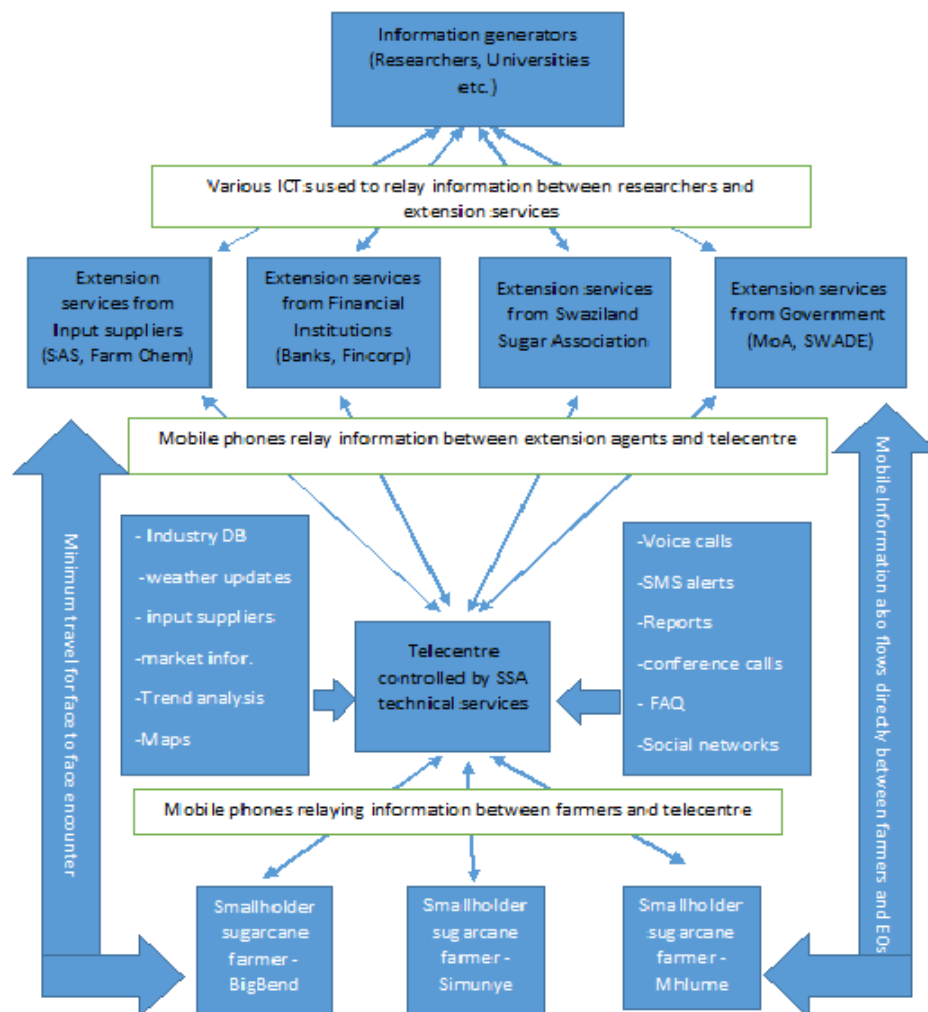 Information generators
(Researchers, Universities
etc.)
Various ICTs used to relay information between researchers and
extension services
Extension
services from
Input suppliers
(SAS, Farm Chem)
Extension services
from Financial
Institutions
(Banks, Fincorp)
Extension services
from Swaziland
Sugar Association
Extension services
from Government
(MoA, SWADE)
Mobile phones relay information between extension agents and telecentre
Minimum travel for face to face encounter
Mobile Information also flows directly between farmers and EOs
- Industry DB
-weather updates
- input suppliers
-market infor.
-Trend analysis
-Maps
Telecentre
controlled by SSA
technical services
-Voice calls
-SMS alerts
-Reports
-conference calls
- FAQ
-Social networks
Mobile phones relaying information between farmers and telecentre
Smallholder
sugarcane
farmer -
BigBend
Smallholder
sugarcane
farmer -
Simunye
Smallholder
sugarcane
farmer -
Mhlume